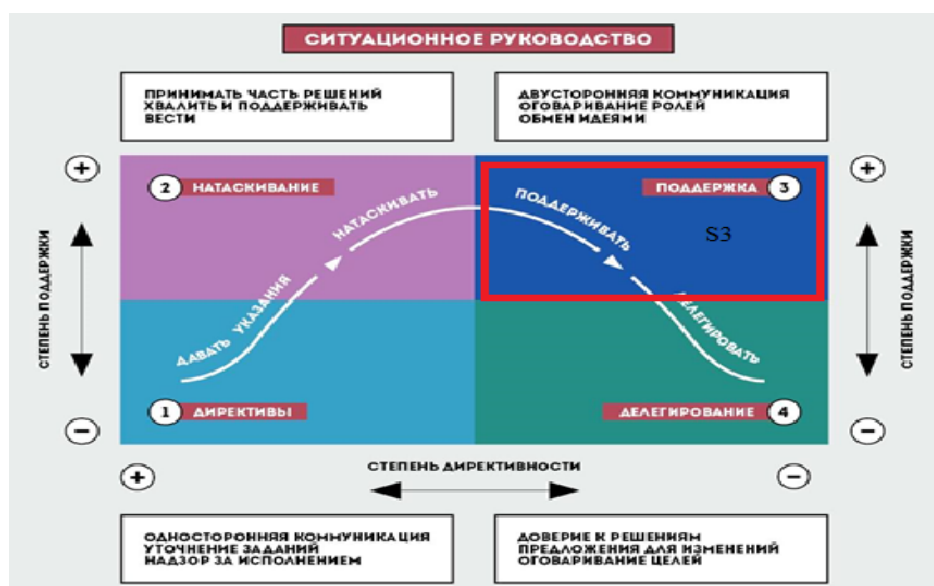 СИТУАЦИОННОЕ РУКОВОДСТВО
ПРИНИМАТЬ ЧАСТЬ РЕШЕНИЙ
ХВАЛИТЬ И ПОДДЕРЖИВАТЬ
ВЕСТИ
ДВУСТОРОННЯЯ КОММУНИКАЦИЯ
ОГОВАРИВАНИЕ РОЛЕЙ
ОБМЕН ИДЕЯМИ
+
+
2 НАТАСКИВАНИЕ
ПОДДЕРЖКА 3
S3
НАТАСКИВАТЬ
ПОДДЕРЖИВАТЬ
СТЕПЕНЬ ПОДДЕРЖКИ
СТЕПЕНЬ ПОДДЕРЖКИ
ДАВАТЬ УКАЗАНИЯ
ДЕЛЕГИРОВАТЬ
1 ДИРЕКТИВЫ
ДЕЛЕГИРОВАНИЕ 4
−
−
+
СТЕПЕНЬ ДИРЕКТИВНОСТИ
−
ОДНОСТОРОННЯЯ КОММУНИКАЦИЯ
УТОЧНЕНИЕ ЗАДАНИЙ
НАДЗОР ЗА ИСПОЛНЕНИЕМ
ДОВЕРИЕ К РЕШЕНИЯМ
ПРЕДЛОЖЕНИЯ ДЛЯ ИЗМЕНЕНИЙ
ОГОВАРИВАНИЕ ЦЕЛЕЙ